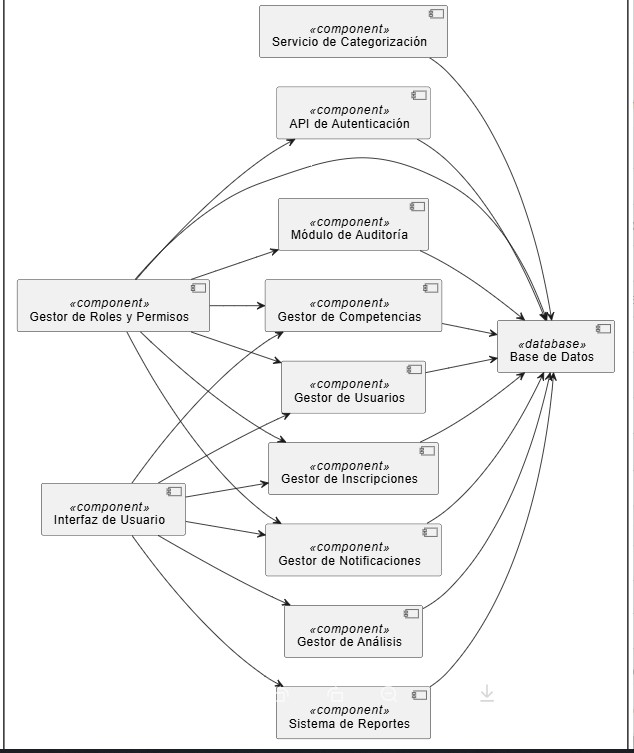 «component»
Servicio de Categorización
«component»
API de Autenticación
«component»
Módulo de Auditoría
«component»
Gestor de Roles y Permisos
«component»
Gestor de Competencias
«database»
Base de Datos
«component»
Gestor de Usuarios
«component»
Gestor de Inscripciones
«component»
Interfaz de Usuario
«component»
Gestor de Notificaciones
«component»
Gestor de Análisis
«component»
Sistema de Reportes